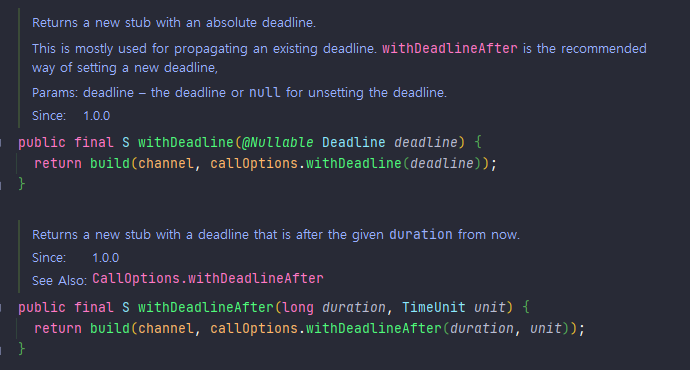 Returns a new stub with an absolute deadline.
This is mostly used for propagating an existing deadline. withDeadlineAfter is the recommended
way of setting a new deadline,
Params: deadline – the deadline or null for unsetting the deadline.
Since: 1.0.0
public final S withDeadline(@Nullable Deadline deadline) {
return build(channel, callOptions.withDeadline(deadline));
}
Returns a new stub with a deadline that is after the given duration from now.
Since: 1.0.0
See Also: CallOptions.withDeadlineAfter
public final S withDeadlineAfter(long duration, TimeUnit unit) {
return build(channel, callOptions.withDeadlineAfter(duration, unit));
}